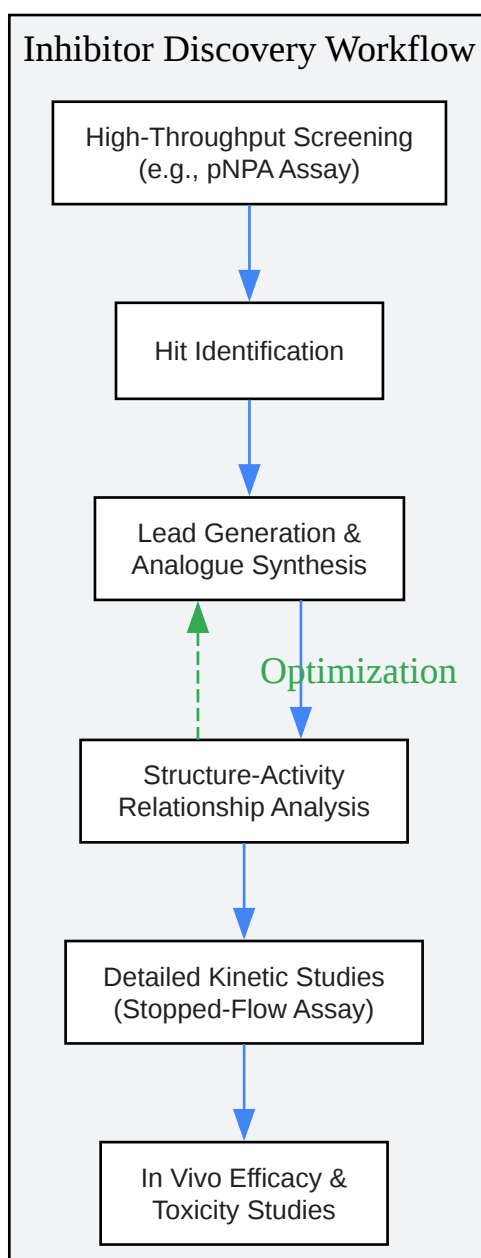 Inhibitor Discovery Workflow
High-Throughput Screening
(e.g., pNPA Assay)
Hit Identification
Lead Generation &
Analogue Synthesis
Optimization
Structure-Activity
Relationship Analysis
Detailed Kinetic Studies
(Stopped-Flow Assay)
In Vivo Efficacy &
Toxicity Studies